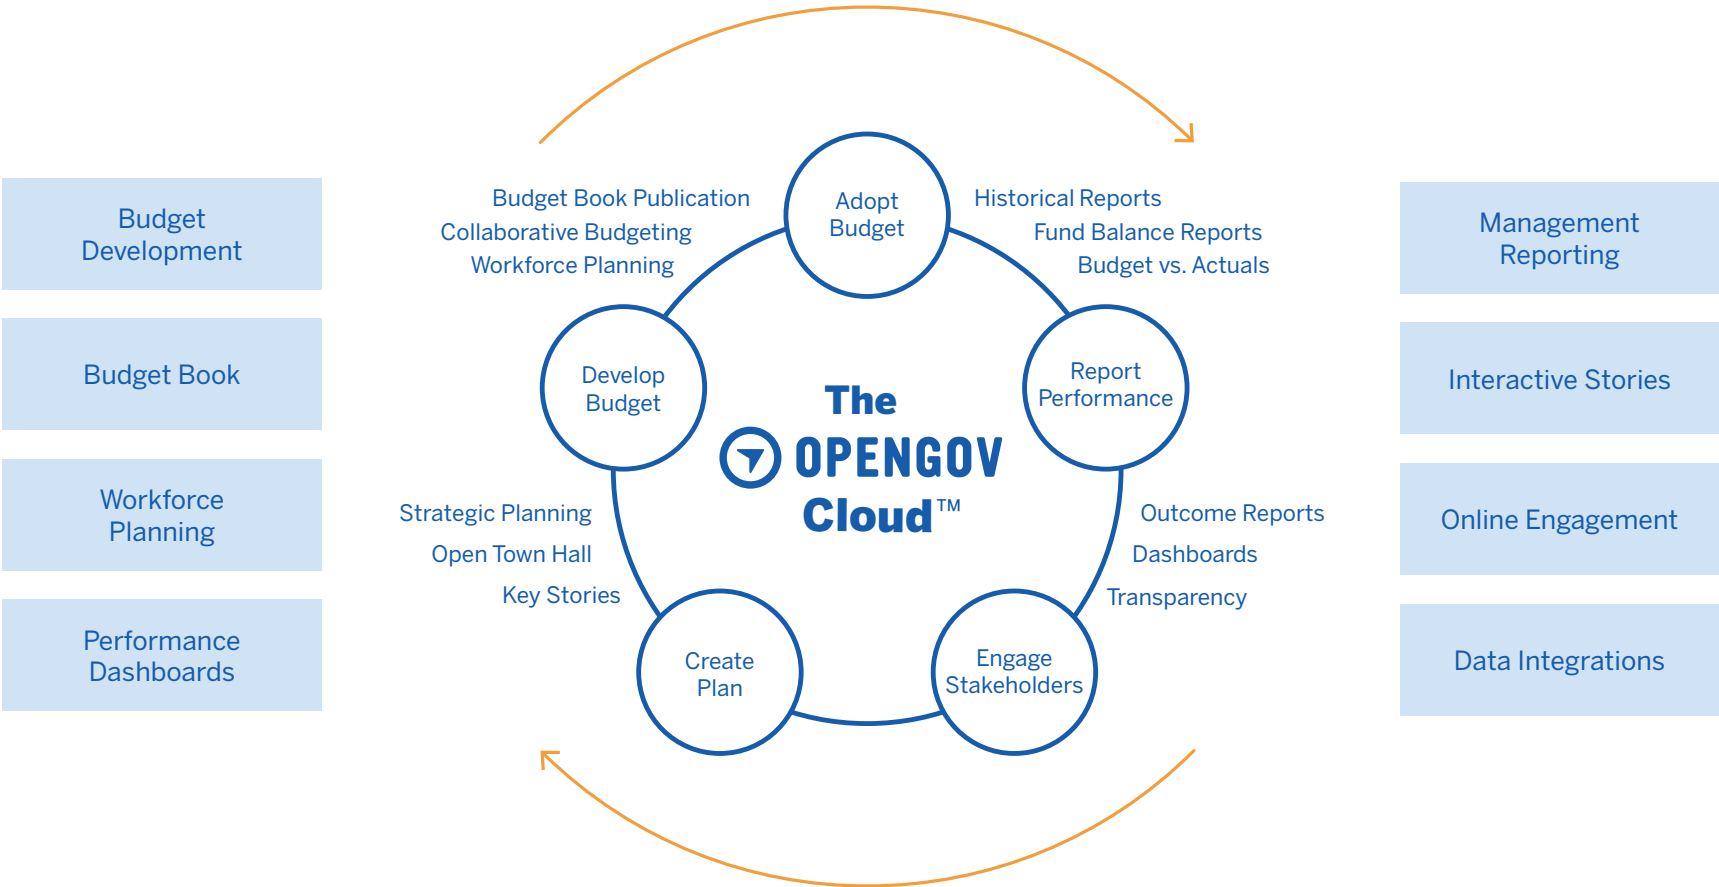 Budget
Development
Budget Book
Workforce
Planning
Performance
Dashboards
Budget Book Publication
Collaborative Budgeting
Workforce Planning
Adopt
Budget
Historical Reports
Fund Balance Reports
Budget vs. Actuals
Develop
Budget
Report
Performance
The
OPENGOV
Cloud™
Strategic Planning
Open Town Hall
Key Stories
Outcome Reports
Dashboards
Transparency
Create
Plan
Engage
Stakeholders
Management
Reporting
Interactive Stories
Online Engagement
Data Integrations